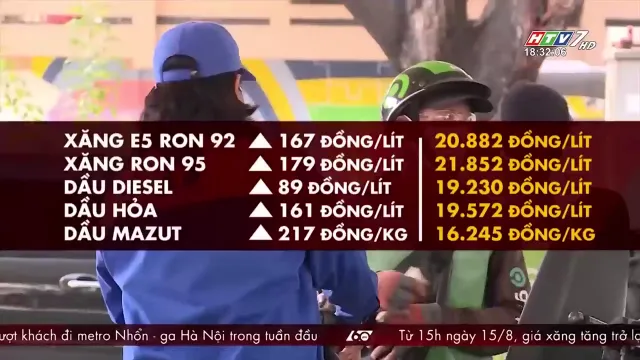 HTV7 HD
18:32:06
XĂNG E5 RON 92 ▲ 167 ĐỒNG/LÍT 20.882 ĐỒNG/LÍT
XĂNG RON 95 ▲ 179 ĐỒNG/LÍT 21.852 ĐỒNG/LÍT
DẦU DIESEL ▲ 89 ĐỒNG/LÍT 19.230 ĐỒNG/LÍT
DẦU HỎA ▲ 161 ĐỒNG/LÍT 19.572 ĐỒNG/LÍT
DẦU MAZUT ▲ 217 ĐỒNG/KG 16.245 ĐỒNG/KG
ượt khách đi metro Nhổn - ga Hà Nội trong tuần đầu 60 Từ 15h ngày 15/8, giá xăng tăng trở l